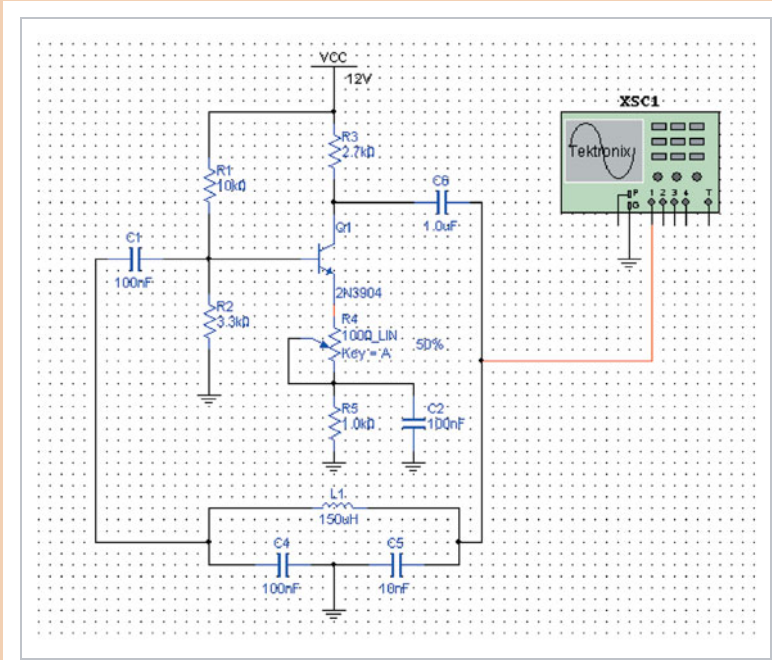 VCC
12V
XSC1
Tektronix
P
G
1 2 3 4 T
R3
2.7kΩ
R1
10kΩ
C6
1.0uF
Q1
C1
100nF
2N3904
R2
3.3kΩ
R4
100Ω_LIN
Key = A
50%
R5
1.0kΩ
C2
100nF
L1
150uH
C4
100nF
C5
10nF